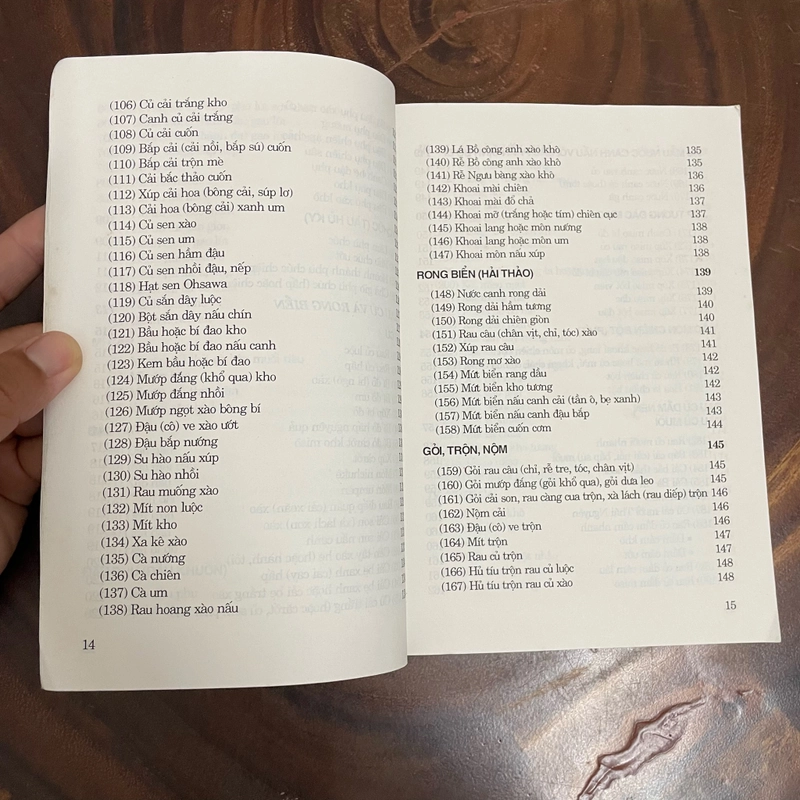 (106) Củ cải trắng kho
(107) Canh củ cải trắng
(108) Củ cải cuốn
(109) Bắp cải (cải nồi, bắp sú) cuốn
(110) Bắp cải trộn mè
(111) Cải bắc thảo cuốn
(112) Xúp cải hoa (bông cải, súp lơ)
(113) Cải hoa (bông cải) xanh um
(114) Củ sen xào
(115) Củ sen um
(116) Củ sen hầm đậu
(117) Củ sen nhồi đậu, nếp
(118) Hạt sen Ohsawa
(119) Củ sắn dây luộc
(120) Bột sắn dây nấu chín
(121) Bầu hoặc bí đao kho
(122) Bầu hoặc bí đao nấu canh
(123) Kem bầu hoặc bí đao
(124) Mướp đắng (khổ qua) kho
(125) Mướp đắng nhồi
(126) Mướp ngọt xào bông bí
(127) Đậu (cô) ve xào ướt
(128) Đậu bắp nướng
(129) Su hào nấu xúp
(130) Su hào nhồi
(131) Rau muống xào
(132) Mít non luộc
(133) Mít kho
(134) Xa kê xào
(135) Cà nướng
(136) Cà chiên
(137) Cà um
(138) Rau hoang xào nấu
14
(139) Lá Bồ công anh xào khô 135
(140) Rễ Bồ công anh xào khô 135
(141) Rễ Ngưu bàng xào khô 136
(142) Khoai mài chiên 136
(143) Khoai mài đổ chả 137
(144) Khoai mỡ (trắng hoặc tím) chiên cục 137
(145) Khoai lang hoặc môn nướng 138
(146) Khoai lang hoặc môn um 138
(147) Khoai môn nấu xúp 138
RONG BIỂN (HẢI THẢO) 139
(148) Nước canh rong dải 139
(149) Rong dải hầm tương 140
(150) Rong dải chiên giòn 140
(151) Rau câu (chân vịt, chỉ, tóc) xào 141
(152) Xúp rau câu 141
(153) Rong mơ xào 142
(154) Mứt biển rang dầu 142
(155) Mứt biển kho tương 142
(156) Mứt biển nấu canh cải (tần ô, bẹ xanh) 143
(157) Mứt biển nấu canh đậu bắp 143
(158) Mứt biển cuốn cơm 144
GỎI, TRỘN, NỘM 145
(159) Gỏi rau câu (chỉ, rễ tre, tóc, chân vịt) 145
(160) Gỏi mướp đắng (gỏi khổ qua), gỏi dưa leo 145
(161) Gỏi cải son, rau càng cua trộn, xà lách (rau diếp) trộn 146
(162) Nộm cải 146
(163) Đậu (cô) ve trộn 146
(164) Mít trộn 147
(165) Rau củ trộn 147
(166) Hủ tíu trộn rau củ luộc 148
(167) Hủ tíu trộn rau củ xào 148
15